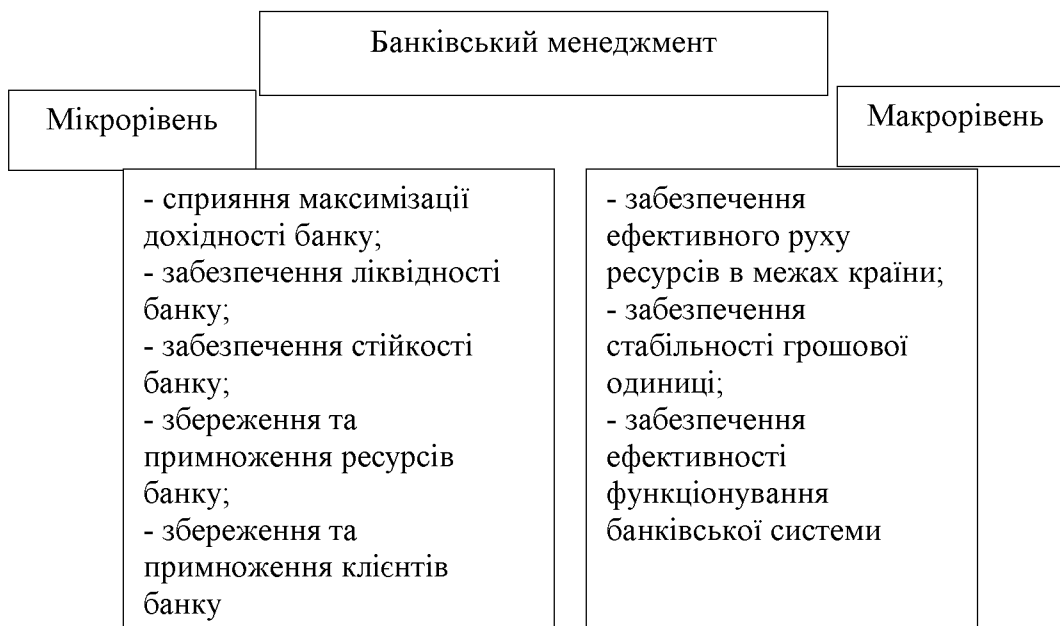 Банківський менеджмент
Мікрорівень
Макрорівень
- сприяння максимізації
дохідності банку;
- забезпечення ліквідності
банку;
- забезпечення стійкості
банку;
- збереження та
примноження ресурсів
банку;
- збереження та
примноження клієнтів
банку
- забезпечення
ефективного руху
ресурсів в межах країни;
- забезпечення
стабільності грошової
одиниці;
- забезпечення
ефективності
функціонування
банківської системи